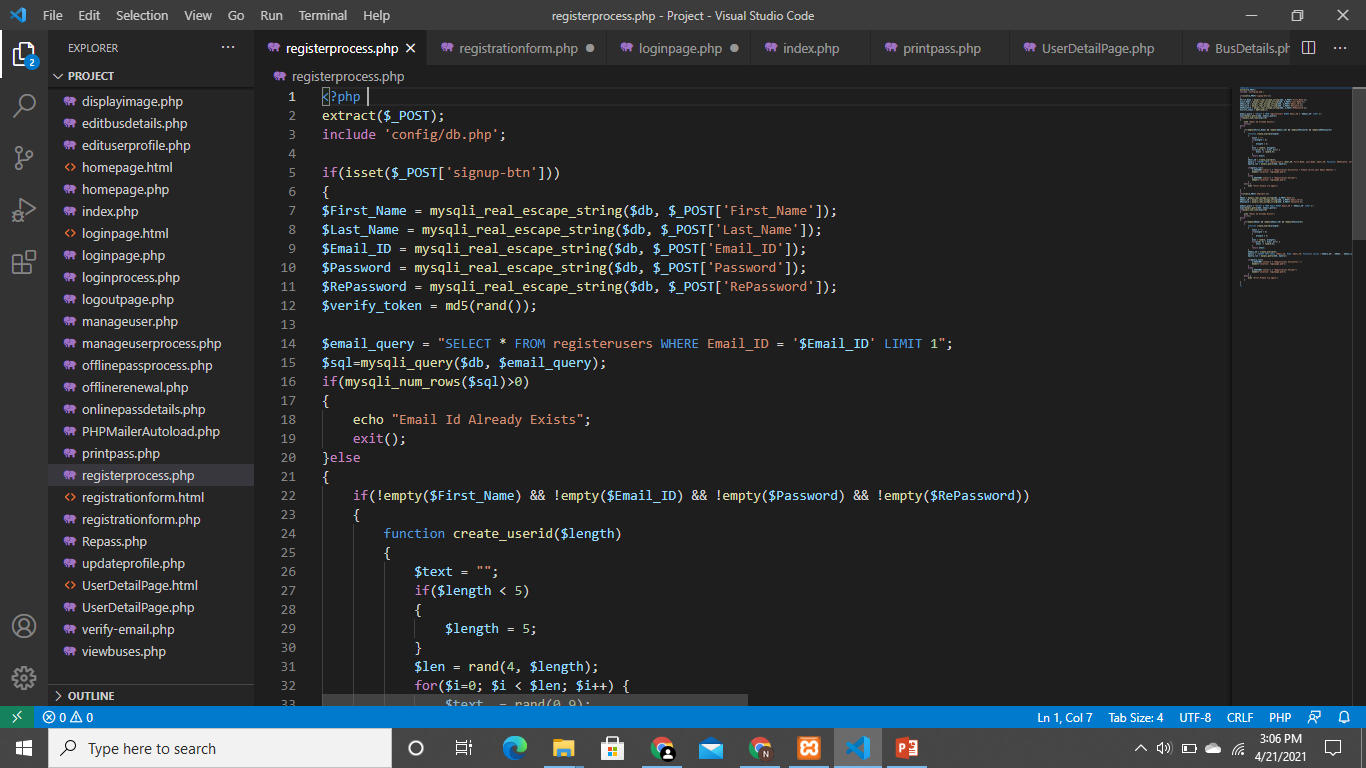 File Edit Selection View Go Run Terminal Help registerprocess.php - Project - Visual Studio Code
EXPLORER ···
2
PROJECT
displayimage.php
editbusdetails.php
edituserprofile.php
homepage.html
homepage.php
index.php
loginpage.html
loginpage.php
loginprocess.php
logoutpage.php
manageuser.php
manageuserprocess.php
offlinepassprocess.php
offlinerenewal.php
onlinepassdetails.php
PHPMailerAutoload.php
printpass.php
registerprocess.php
registrationform.html
registrationform.php
Repass.php
updateprofile.php
UserDetailPage.html
UserDetailPage.php
verify-email.php
viewbuses.php
OUTLINE
registerprocess.php registrationform.php loginpage.php index.php printpass.php UserDetailPage.php BusDetails.ph ···
registerprocess.php
1 <?php
2 extract($_POST);
3 include 'config/db.php';
4
5 if(isset($_POST['signup-btn']))
6 {
7 $First_Name = mysqli_real_escape_string($db, $_POST['First_Name']);
8 $Last_Name = mysqli_real_escape_string($db, $_POST['Last_Name']);
9 $Email_ID = mysqli_real_escape_string($db, $_POST['Email_ID']);
10 $Password = mysqli_real_escape_string($db, $_POST['Password']);
11 $RePassword = mysqli_real_escape_string($db, $_POST['RePassword']);
12 $verify_token = md5(rand());
13
14 $email_query = "SELECT * FROM registerusers WHERE Email_ID = '$Email_ID' LIMIT 1";
15 $sql=mysqli_query($db, $email_query);
16 if(mysqli_num_rows($sql)>0)
17 {
18 echo "Email Id Already Exists";
19 exit();
20 }else
21 {
22 if(!empty($First_Name) && !empty($Email_ID) && !empty($Password) && !empty($RePassword))
23 {
24 function create_userid($length)
25 {
26 $text = "";
27 if($length < 5)
28 {
29 $length = 5;
30 }
31 $len = rand(4, $length);
32 for($i=0; $i < $len; $i++) {
33
0 0 Ln 1, Col 7 Tab Size: 4 UTF-8 CRLF PHP
Type here to search
3:06 PM
4/21/2021